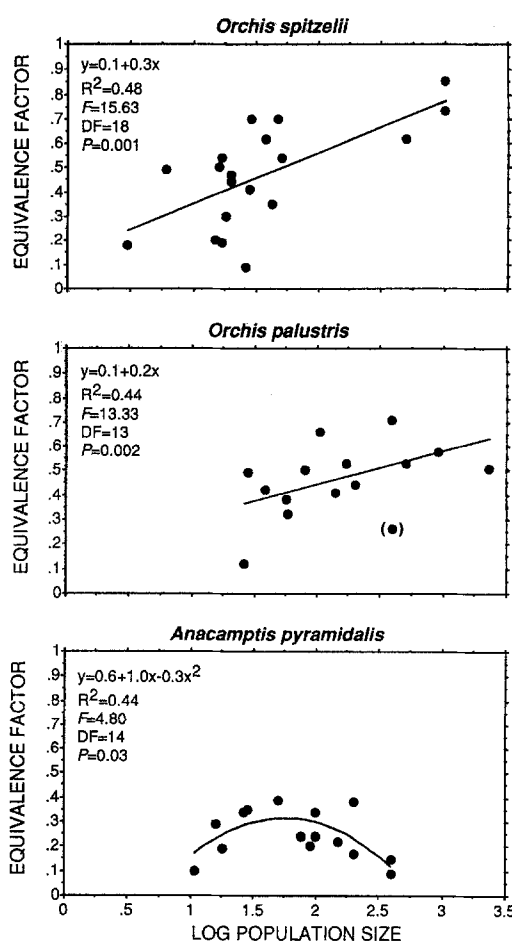 Orchis spitzelii
EQUIVALENCE FACTOR
1
.9
.8
.7
.6
.5
.4
.3
.2
.1
0
y=0.1+0.3x
R²=0.48
F=15.63
DF=18
P=0.001
Orchis palustris
EQUIVALENCE FACTOR
1
.9
.8
.7
.6
.5
.4
.3
.2
.1
0
y=0.1+0.2x
R²=0.44
F=13.33
DF=13
P=0.002
(●)
Anacamptis pyramidalis
EQUIVALENCE FACTOR
1
.9
.8
.7
.6
.5
.4
.3
.2
.1
0
y=0.6+1.0x-0.3x²
R²=0.44
F=4.80
DF=14
P=0.03
0 .5 1 1.5 2 2.5 3 3.5
LOG POPULATION SIZE